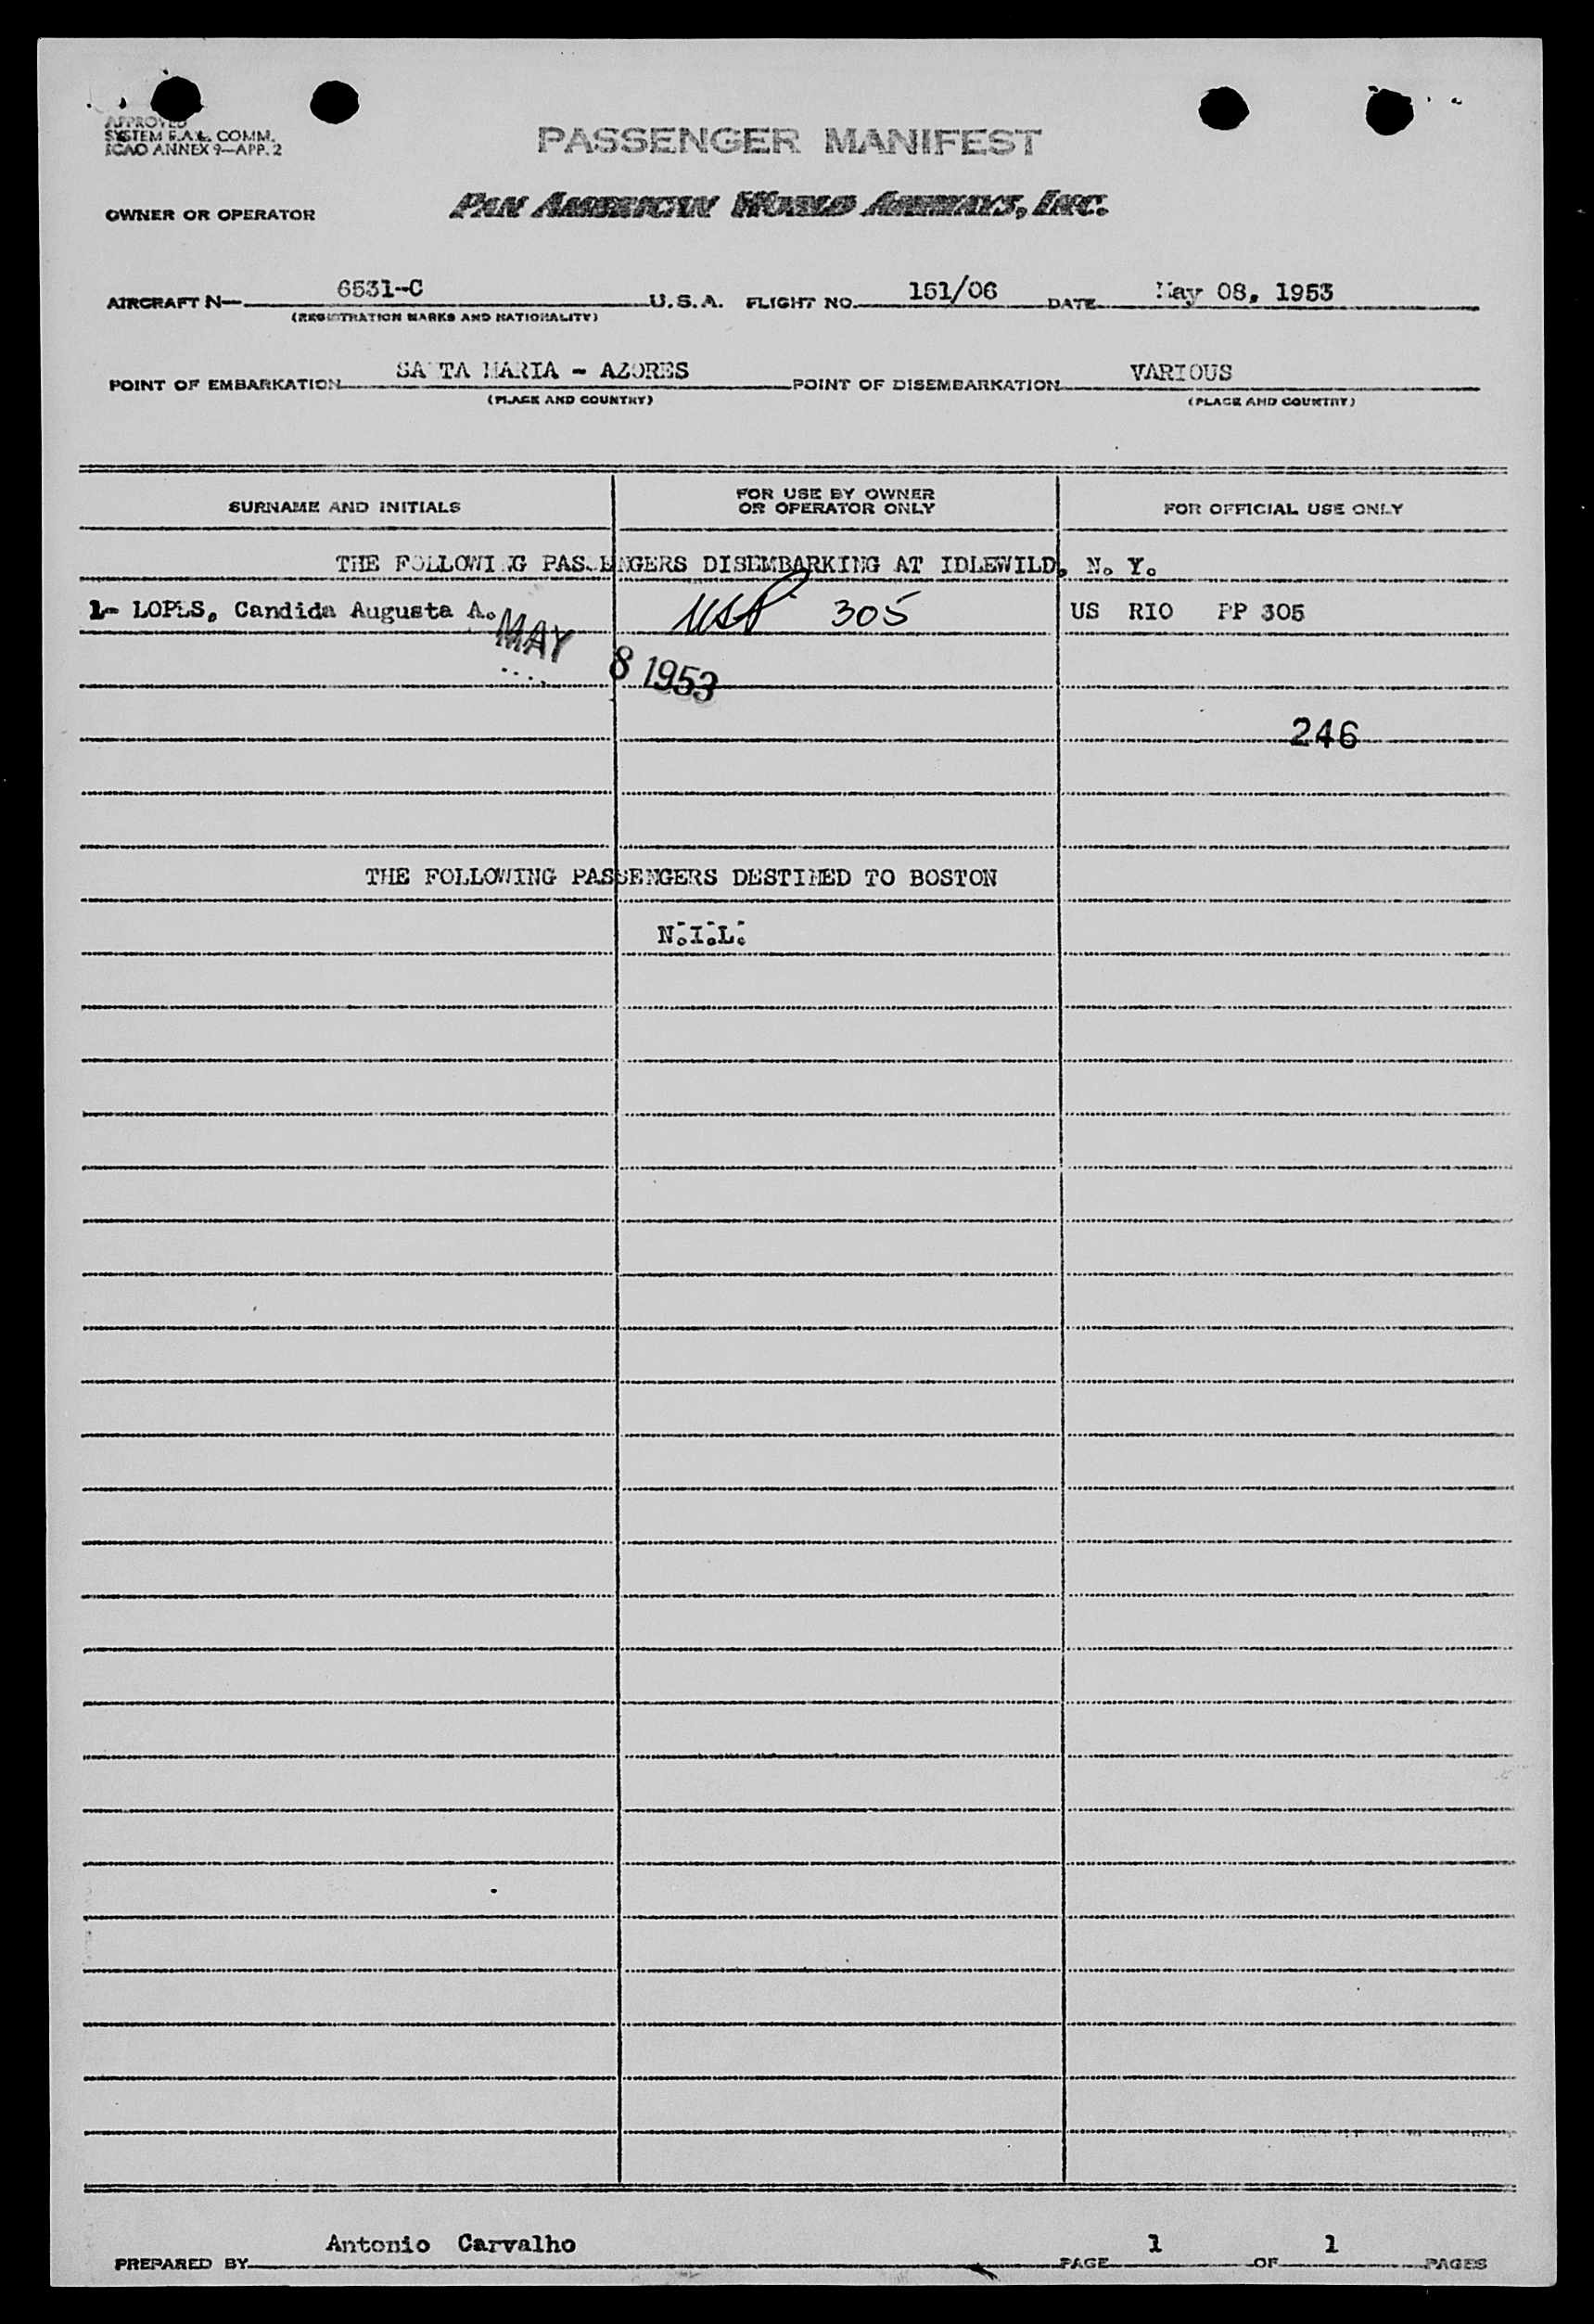 APPROVED
SYSTEM F.A.L. COMM.
ICAO ANNEX 9—APP. 2
PASSENGER MANIFEST
OWNER OR OPERATOR PAN AMERICAN WORLD AIRWAYS, INC.
AIRCRAFT N— 6531-C U.S.A. FLIGHT NO. 151/06 DATE May 08, 1953
(REGISTRATION MARKS AND NATIONALITY)
POINT OF EMBARKATION SANTA MARIA - AZORES POINT OF DISEMBARKATION VARIOUS
(PLACE AND COUNTRY) (PLACE AND COUNTRY)
SURNAME AND INITIALS FOR USE BY OWNER OR OPERATOR ONLY FOR OFFICIAL USE ONLY
THE FOLLOWING PASSENGERS DISEMBARKING AT IDLEWILD, N. Y.
1- LOPES, Candida Augusta A. USP 305 US RIO PP 305
MAY 8 1953
246
THE FOLLOWING PASSENGERS DESTINED TO BOSTON
N.I.L.
PREPARED BY Antonio Carvalho PAGE 1 OF 1 PAGES